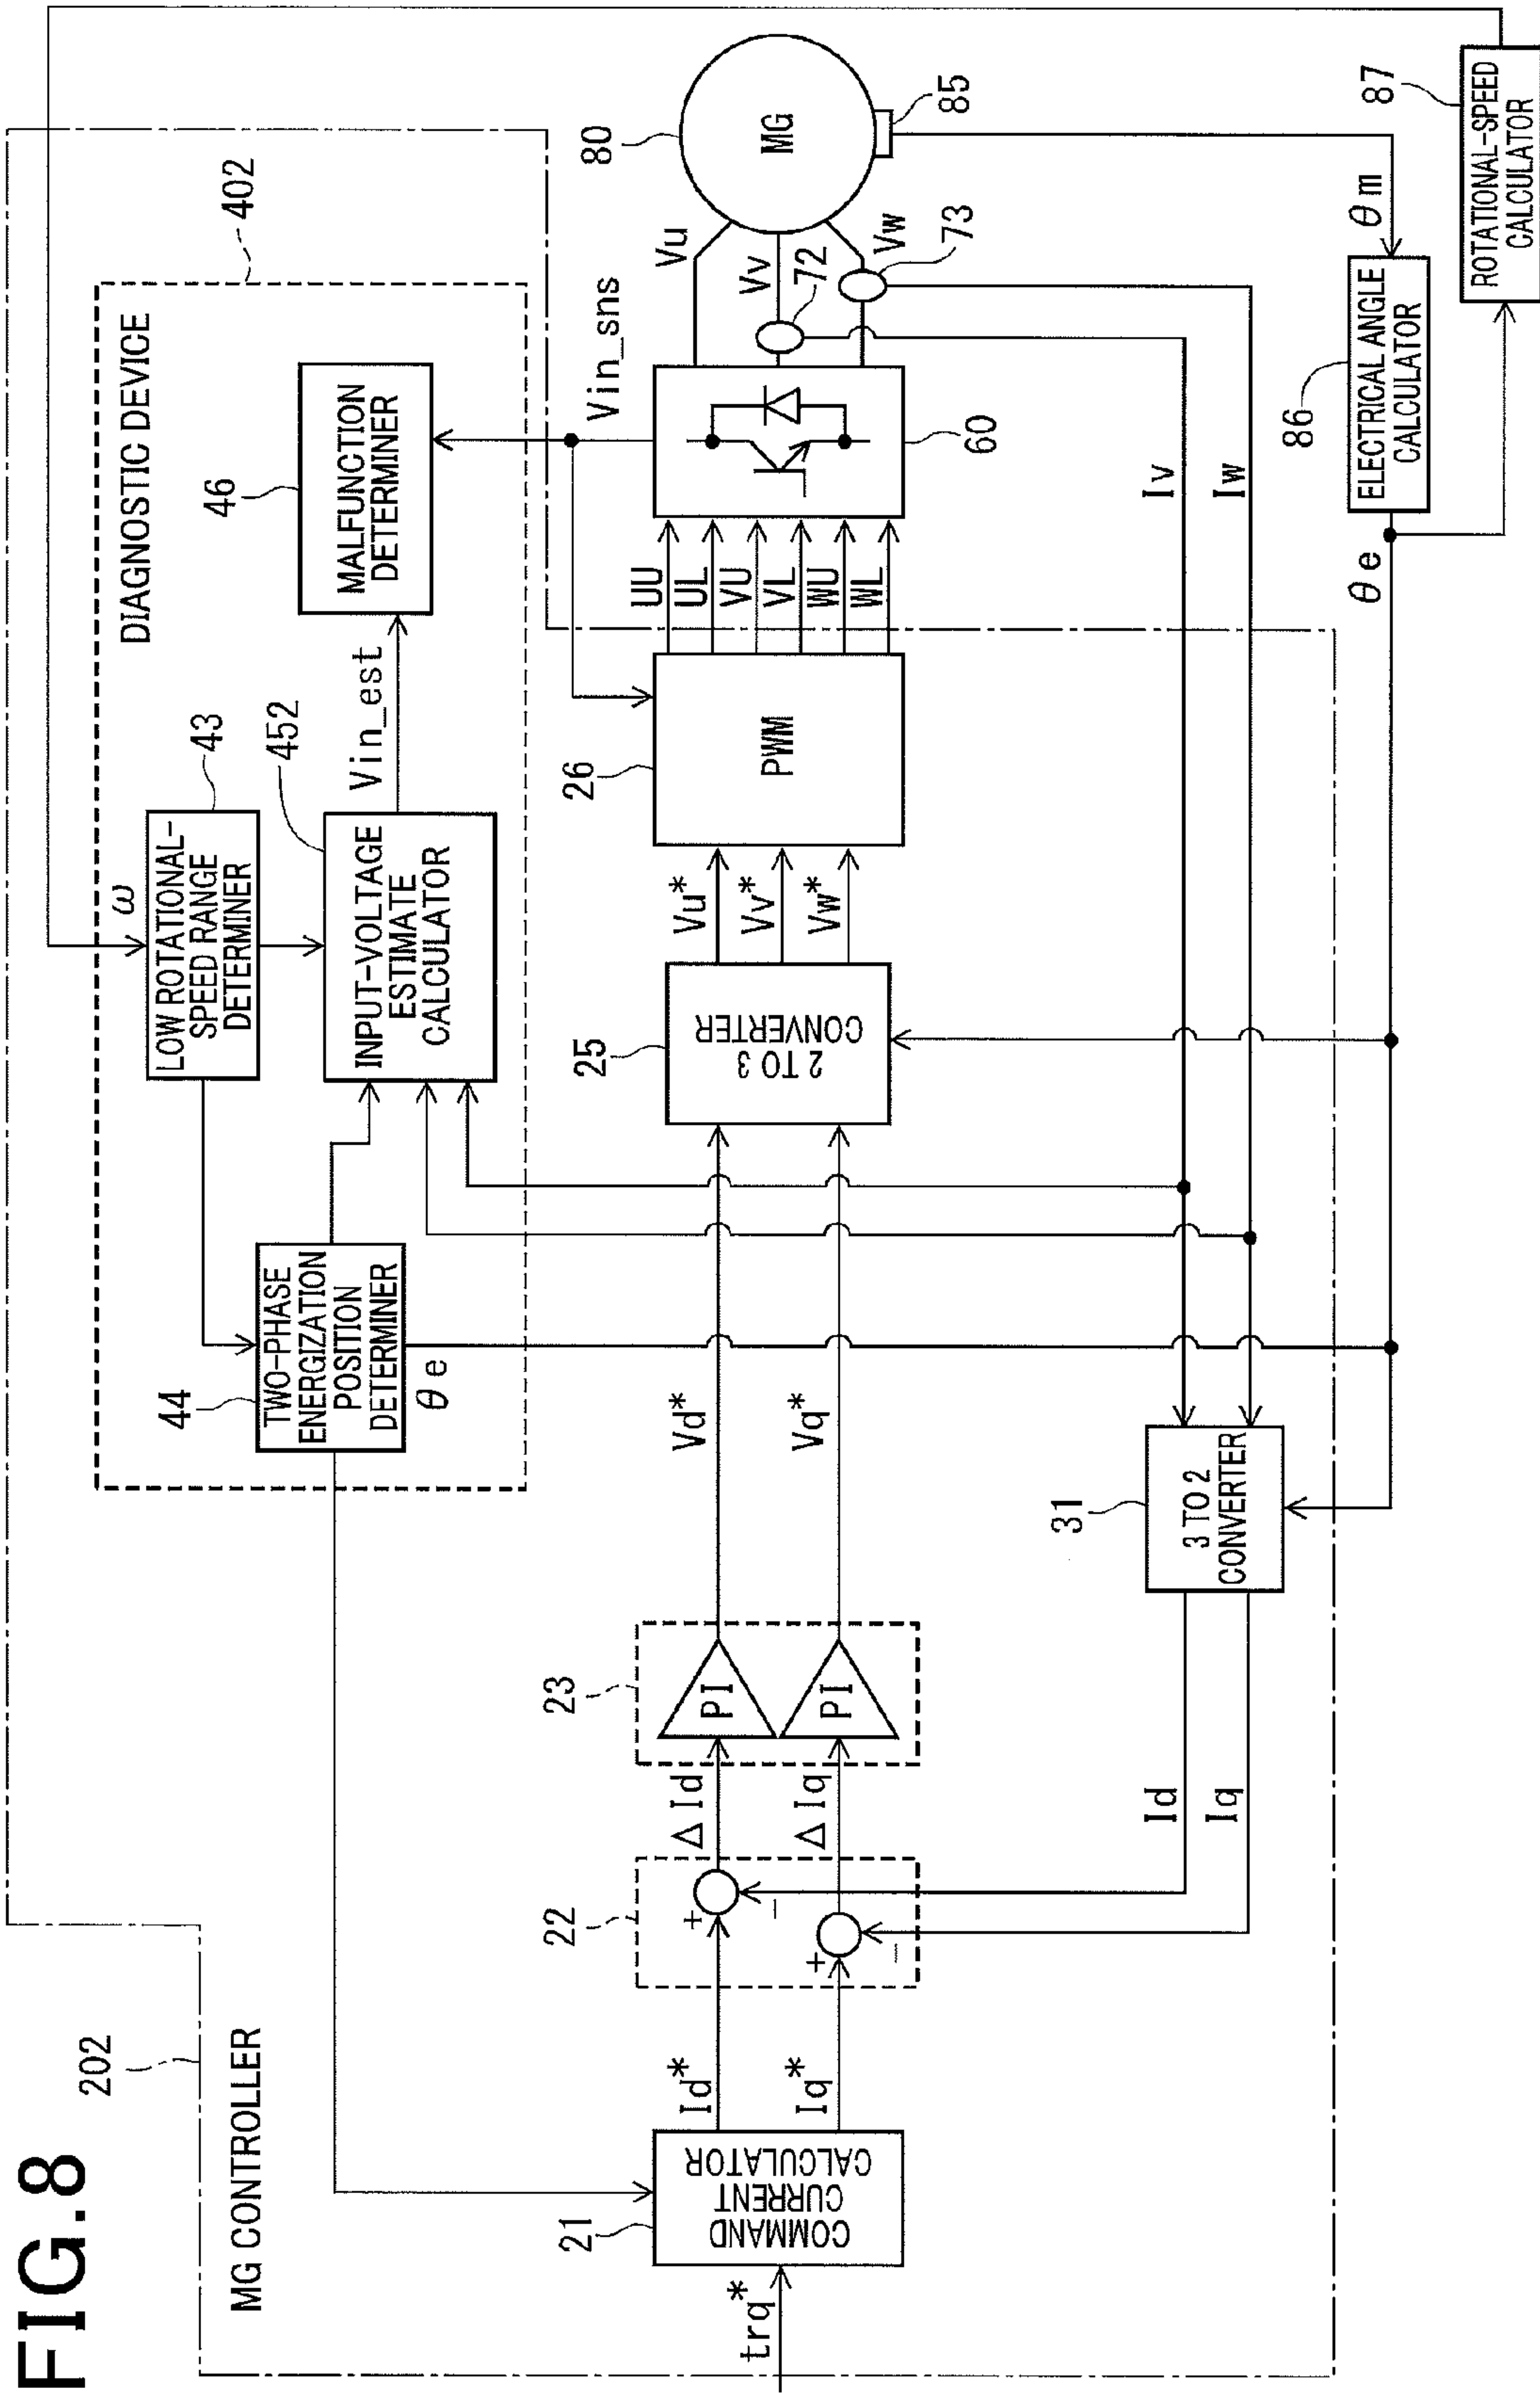 FIG.8
202
MG CONTROLLER
402
DIAGNOSTIC DEVICE
ω
43
LOW ROTATIONAL-
SPEED RANGE
DETERMINER
44
TWO-PHASE
ENERGIZATION
POSITION
DETERMINER
θe
452
INPUT-VOLTAGE
ESTIMATE
CALCULATOR
Vin_est
46
MALFUNCTION
DETERMINER
Vin_sns
trq*
21
COMMAND
CURRENT
CALCULATOR
Id*
Iq*
22
+
−
+
−
ΔId
ΔIq
23
PI
PI
Vd*
Vq*
25
2 TO 3
CONVERTER
Vu*
Vv*
Vw*
26
PWM
UU
UL
VU
VL
WU
WL
60
Vu
Vv
Vw
72
73
80
MG
85
Id
Iq
31
3 TO 2
CONVERTER
Iv
Iw
θe
86
ELECTRICAL ANGLE
CALCULATOR
θm
87
ROTATIONAL-SPEED
CALCULATOR